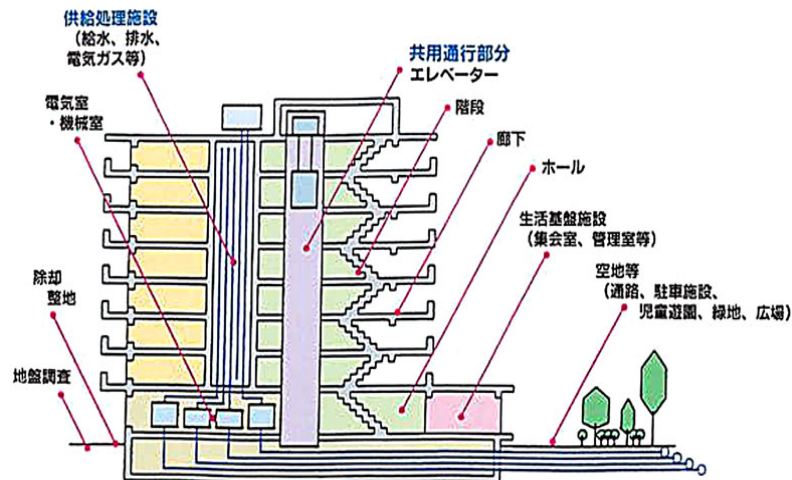 供給処理施設
（給水、排水、
電気ガス等）
共用通行部分
エレベーター
電気室
・機械室
階段
廊下
ホール
生活基盤施設
（集会室、管理室等）
空地等
（通路、駐車施設、
児童遊園、緑地、広場）
除却
整地
地盤調査